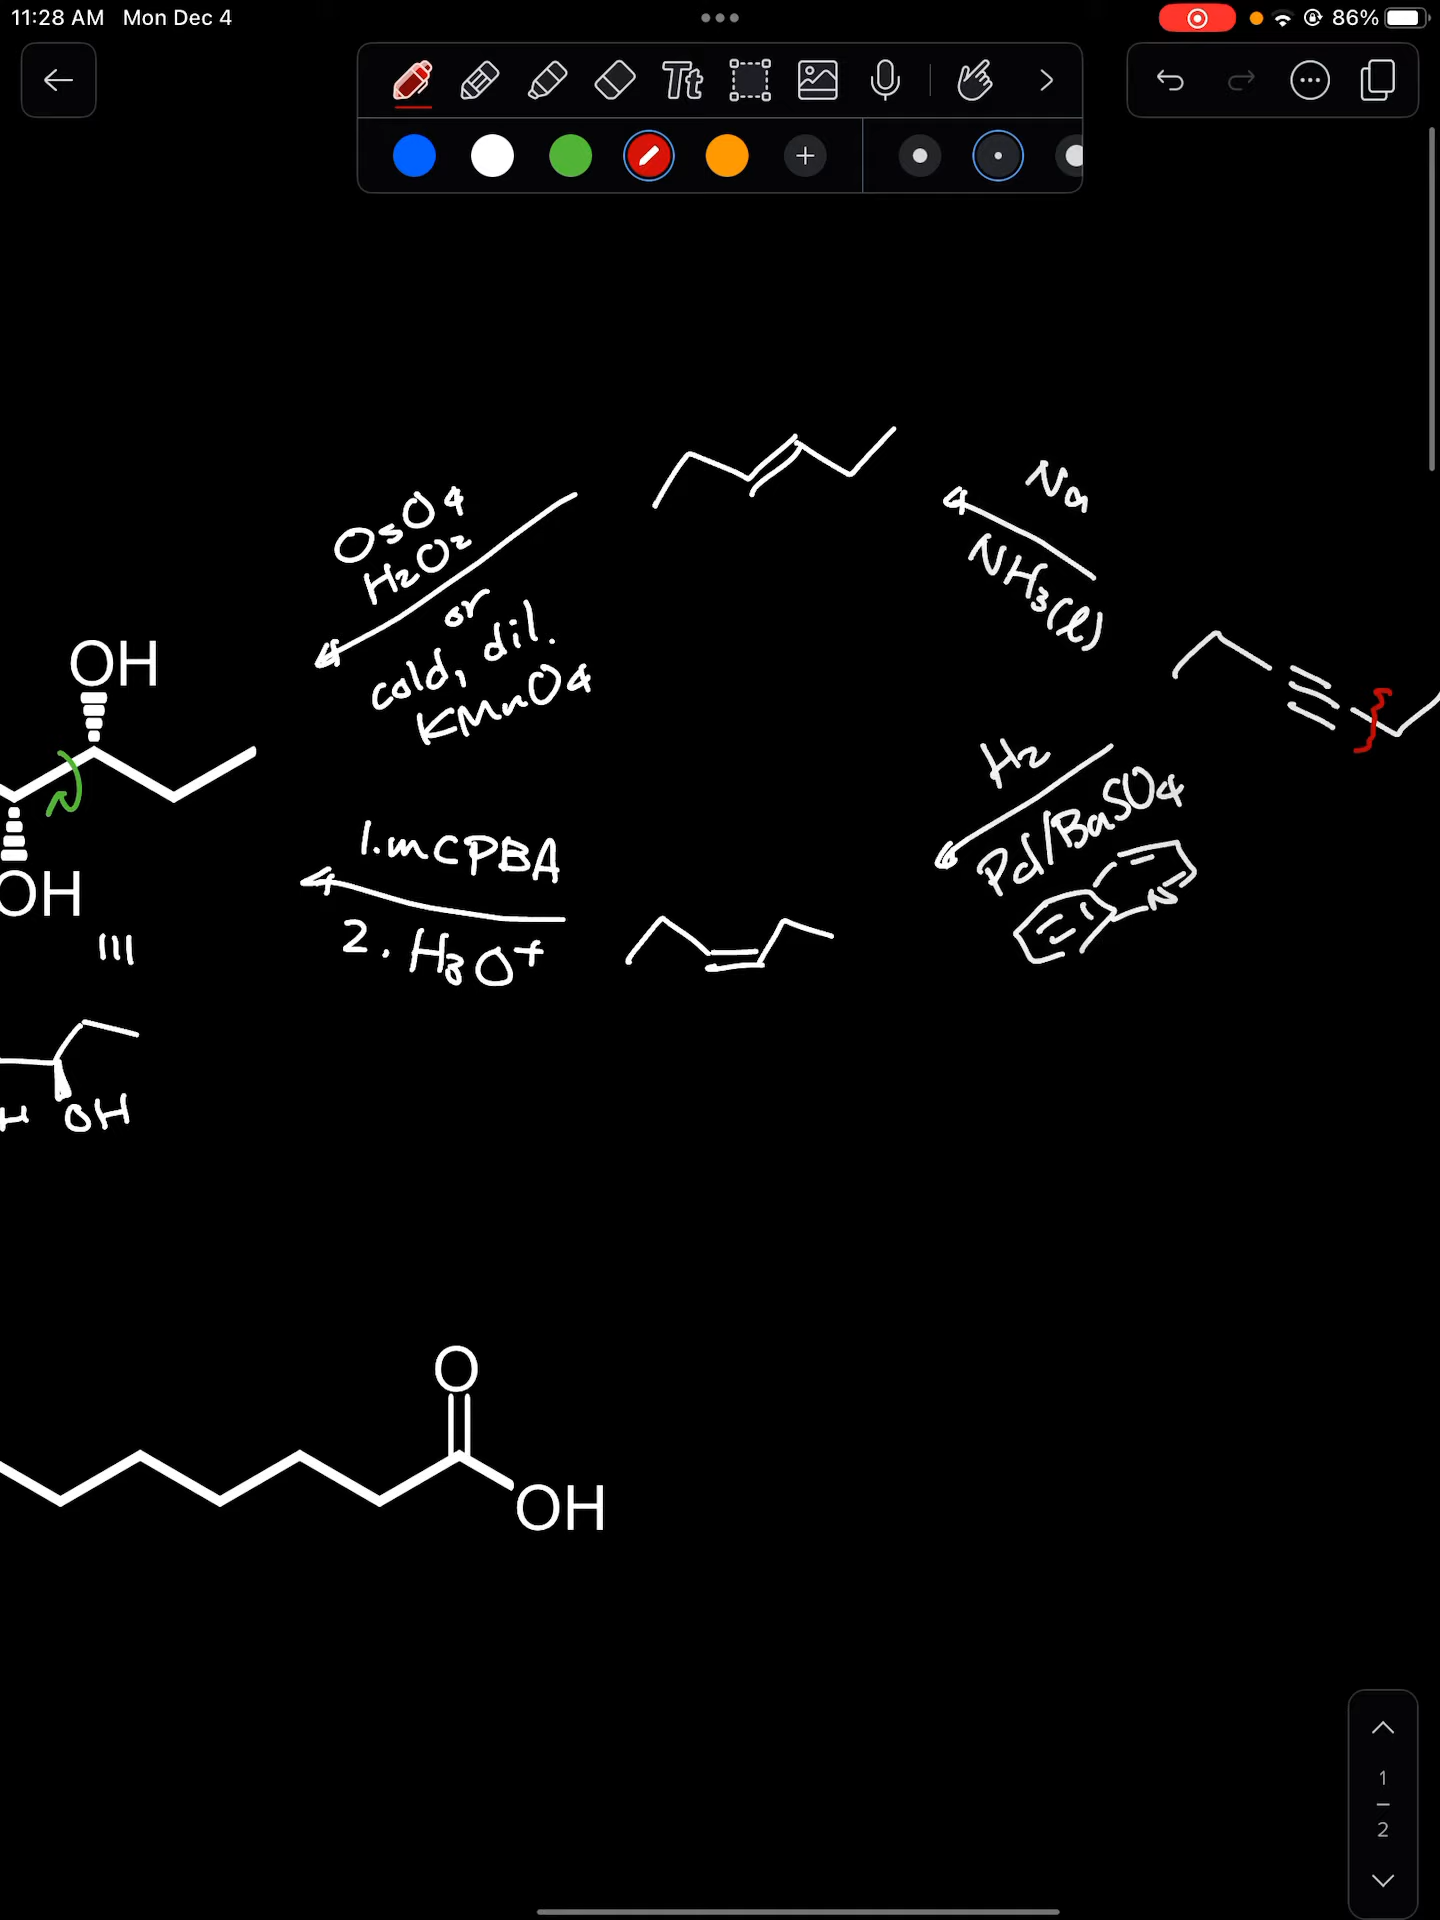 11:28 AM Mon Dec 4
86%
Tt
OsO4
H2O2
or
cold, dil.
KMnO4
Na
NH3(l)
OH
OH
H2
Pd/BaSO4
N
1. mCPBA
2. H3O+
H OH
O
OH
1
2